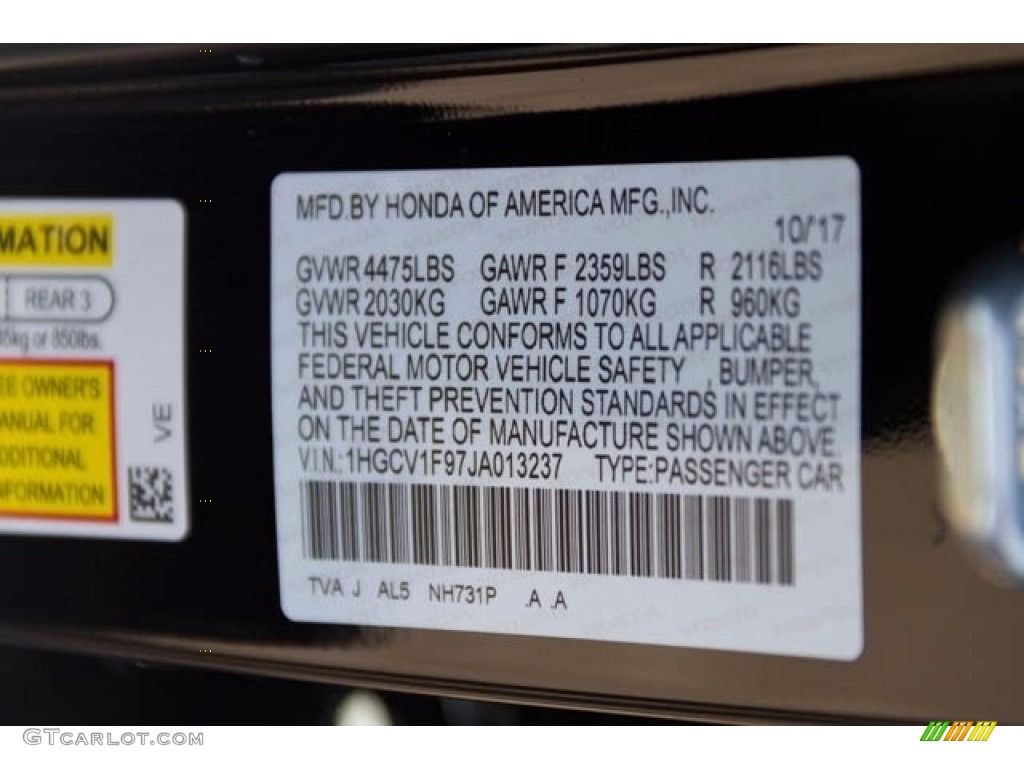 MATION
REAR 3
5kg or 850lbs.
EE OWNER'S
ANUAL FOR
DDITIONAL
NFORMATION
VE
MFD.BY HONDA OF AMERICA MFG.,INC.
10/17
GVWR 4475LBS GAWR F 2359LBS R 2116LBS
GVWR 2030KG GAWR F 1070KG R 960KG
THIS VEHICLE CONFORMS TO ALL APPLICABLE
FEDERAL MOTOR VEHICLE SAFETY , BUMPER,
AND THEFT PREVENTION STANDARDS IN EFFECT
ON THE DATE OF MANUFACTURE SHOWN ABOVE.
V.I.N.:1HGCV1F97JA013237 TYPE:PASSENGER CAR
TVA J AL5 NH731P .A .A
GTcarlot.com